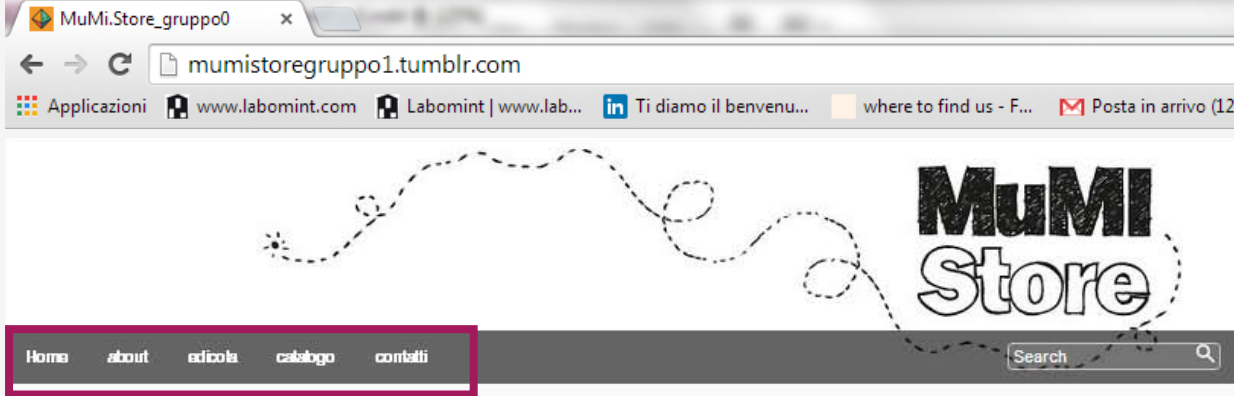 MuMi.Store_gruppo0
mumistoregruppo1.tumblr.com
Applicazioni www.labomint.com Labomint | www.lab... Ti diamo il benvenu... where to find us - F... Posta in arrivo (12
MuMI
Store
Home about edicola catalogo contatti Search